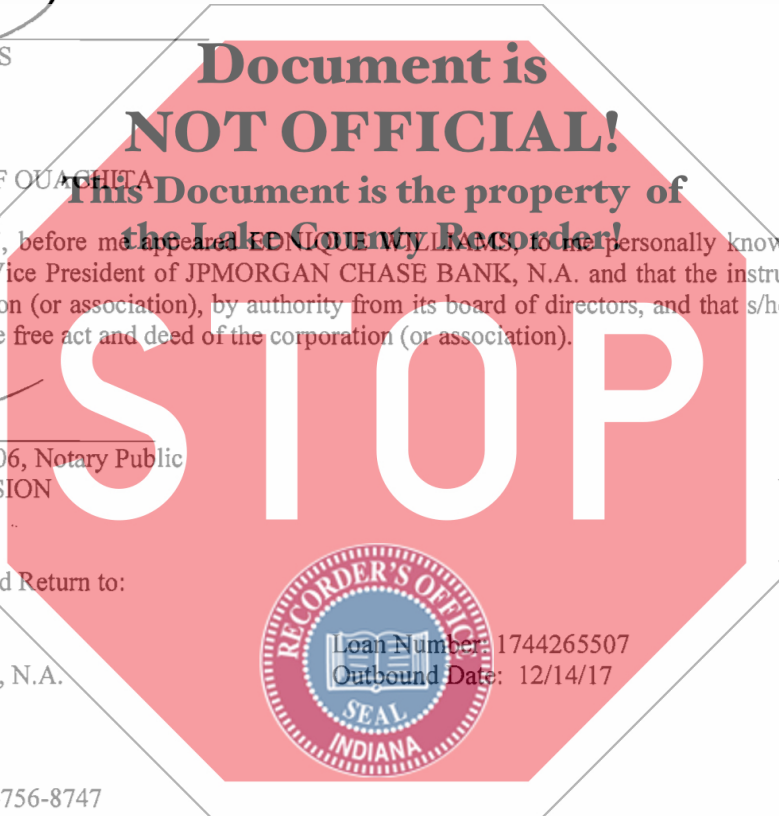 S
Document is
NOT OFFICIAL!
F OUACHITA
This Document is the property of
the Lake County Recorder!
, before me appeared EDNIQUE WILLIAMS, to me personally know
Vice President of JPMORGAN CHASE BANK, N.A. and that the instru
on (or association), by authority from its board of directors, and that s/he
e free act and deed of the corporation (or association).
STOP
06, Notary Public
SION
d Return to:
RECORDER'S OFFICE
Loan Number: 1744265507
Outbound Date: 12/14/17
, N.A.
SEAL
INDIANA
756-8747